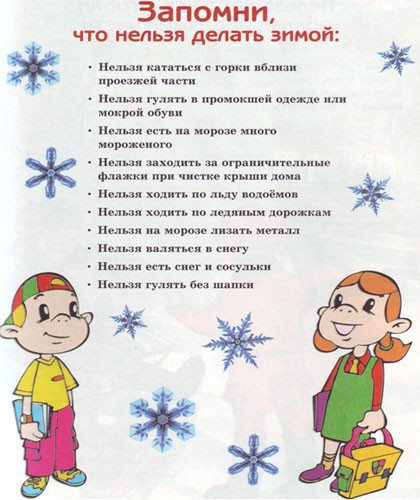 Запомни,
что нельзя делать зимой:
• Нельзя кататься с горки вблизи
проезжей части
• Нельзя гулять в промокшей одежде или
мокрой обуви
• Нельзя есть на морозе много
мороженого
• Нельзя заходить за ограничительные
флажки при чистке крыши дома
• Нельзя ходить по льду водоёмов
• Нельзя ходить по ледяным дорожкам
• Нельзя на морозе лизать металл
• Нельзя валяться в снегу
• Нельзя есть снег и сосульки
• Нельзя гулять без шапки